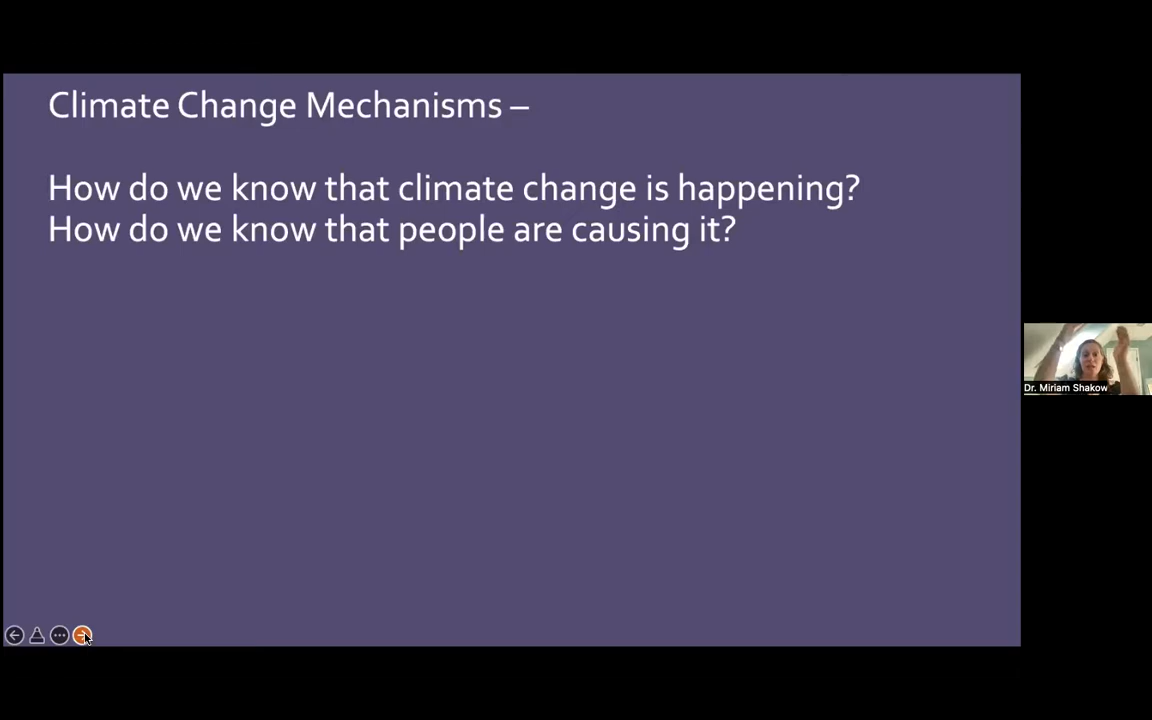 Climate Change Mechanisms –
How do we know that climate change is happening?
How do we know that people are causing it?
Dr. Miriam Shakow